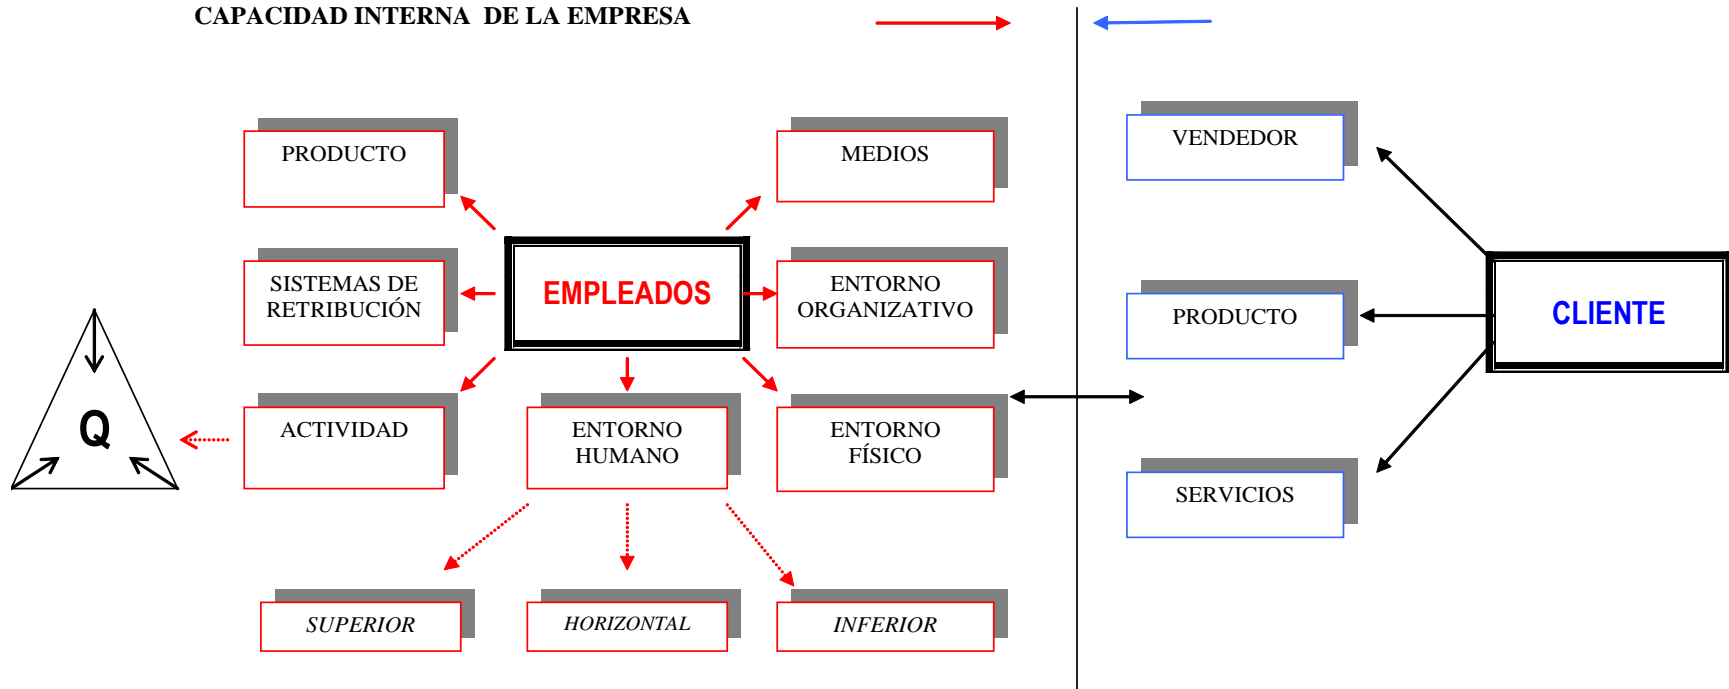 CAPACIDAD INTERNA DE LA EMPRESA
PRODUCTO
MEDIOS
VENDEDOR
SISTEMAS DE
RETRIBUCIÓN
EMPLEADOS
ENTORNO
ORGANIZATIVO
PRODUCTO
CLIENTE
Q
ACTIVIDAD
ENTORNO
HUMANO
ENTORNO
FÍSICO
SERVICIOS
SUPERIOR
HORIZONTAL
INFERIOR